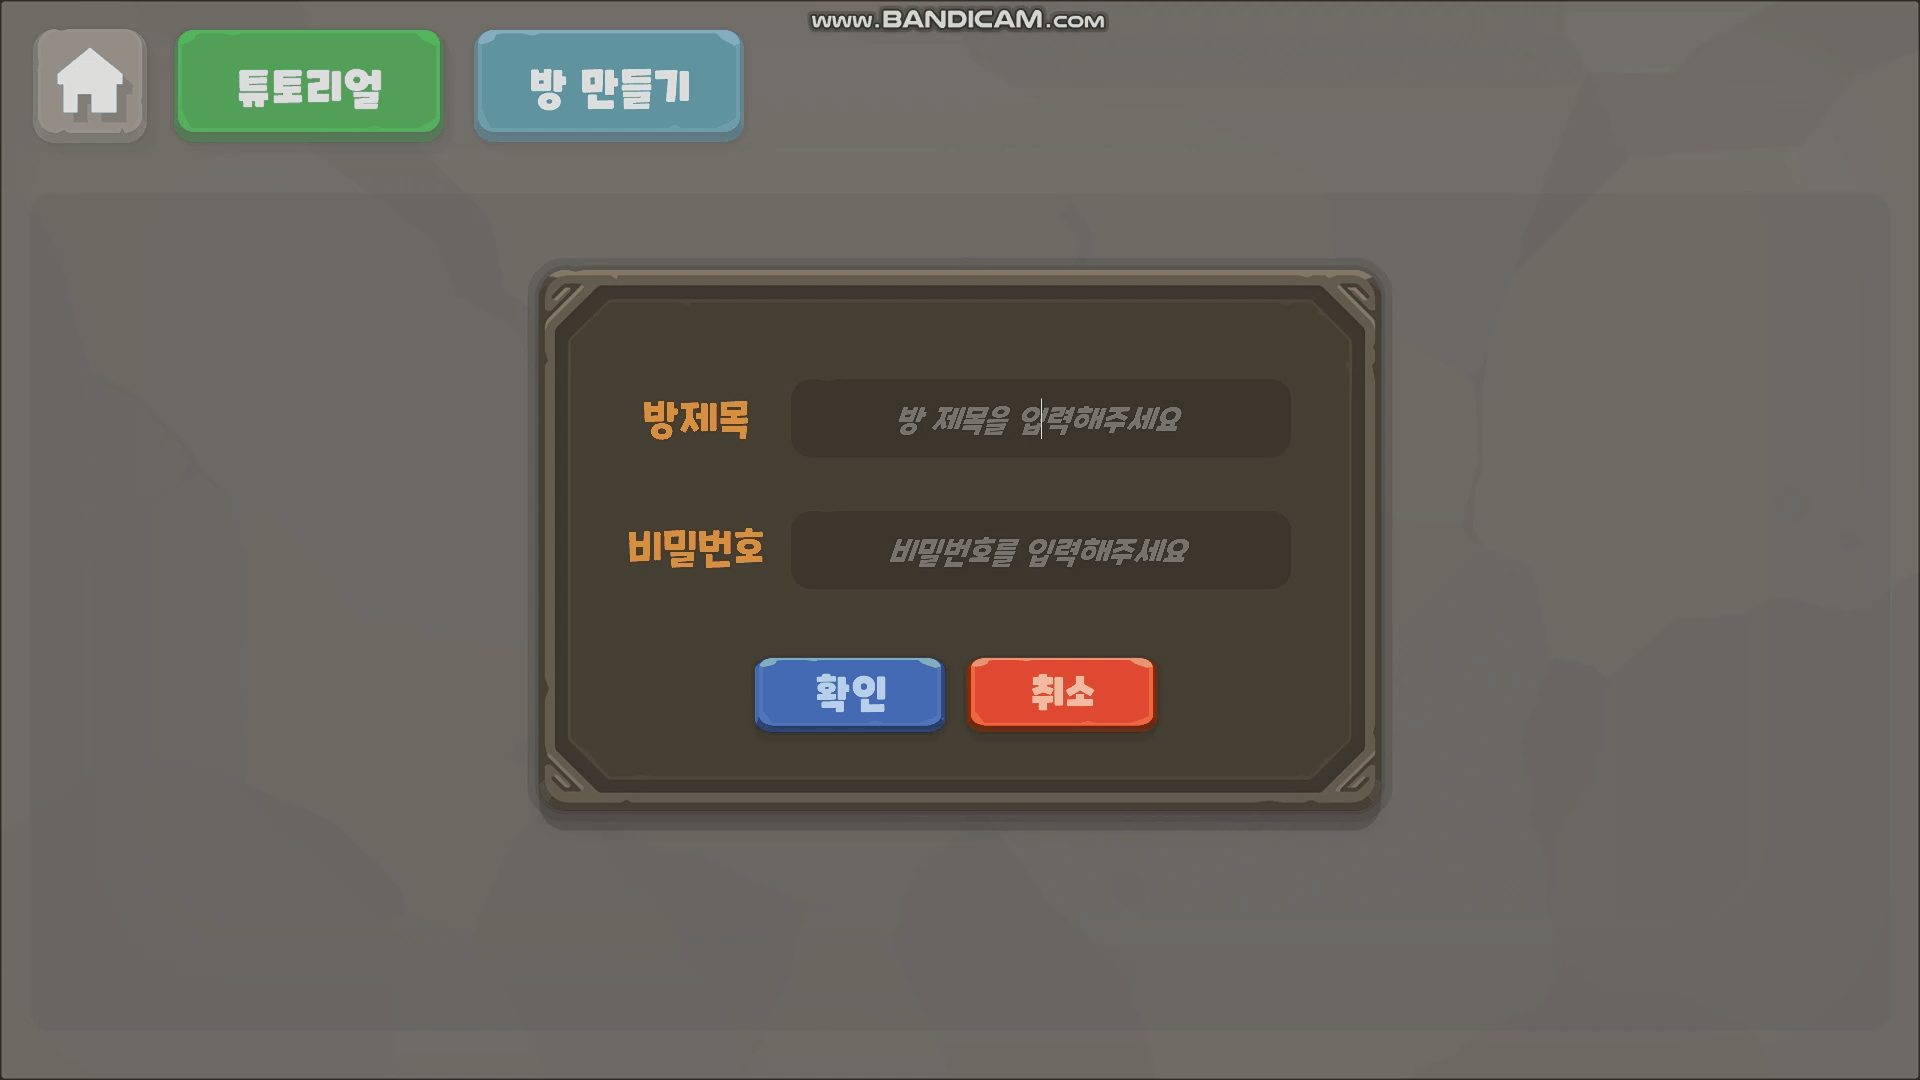 www.BANDICAM.com
튜토리얼
방 만들기
방제목
방 제목을 입력해주세요
비밀번호
비밀번호를 입력해주세요
확인
취소